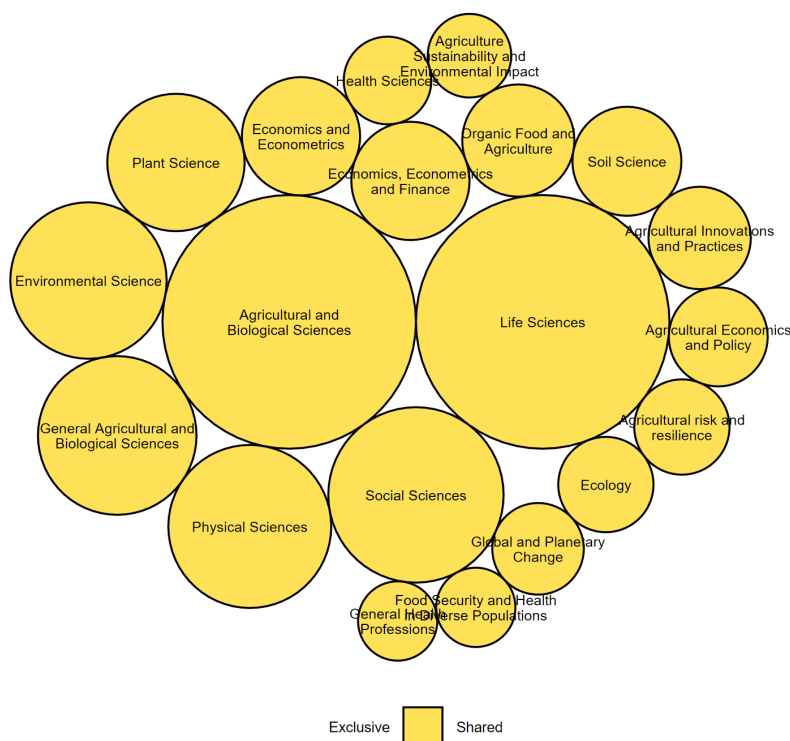 Agriculture
Sustainability and
Environmental Impact
Health Sciences
Economics and
Econometrics
Organic Food and
Agriculture
Plant Science
Soil Science
Economics, Econometrics
and Finance
Agricultural Innovations
and Practices
Environmental Science
Agricultural and
Biological Sciences
Life Sciences
Agricultural Economics
and Policy
General Agricultural and
Biological Sciences
Agricultural risk and
resilience
Social Sciences
Ecology
Physical Sciences
Global and Planetary
Change
Food Security and Health
in Diverse Populations
General Health
Professions
Exclusive
Shared